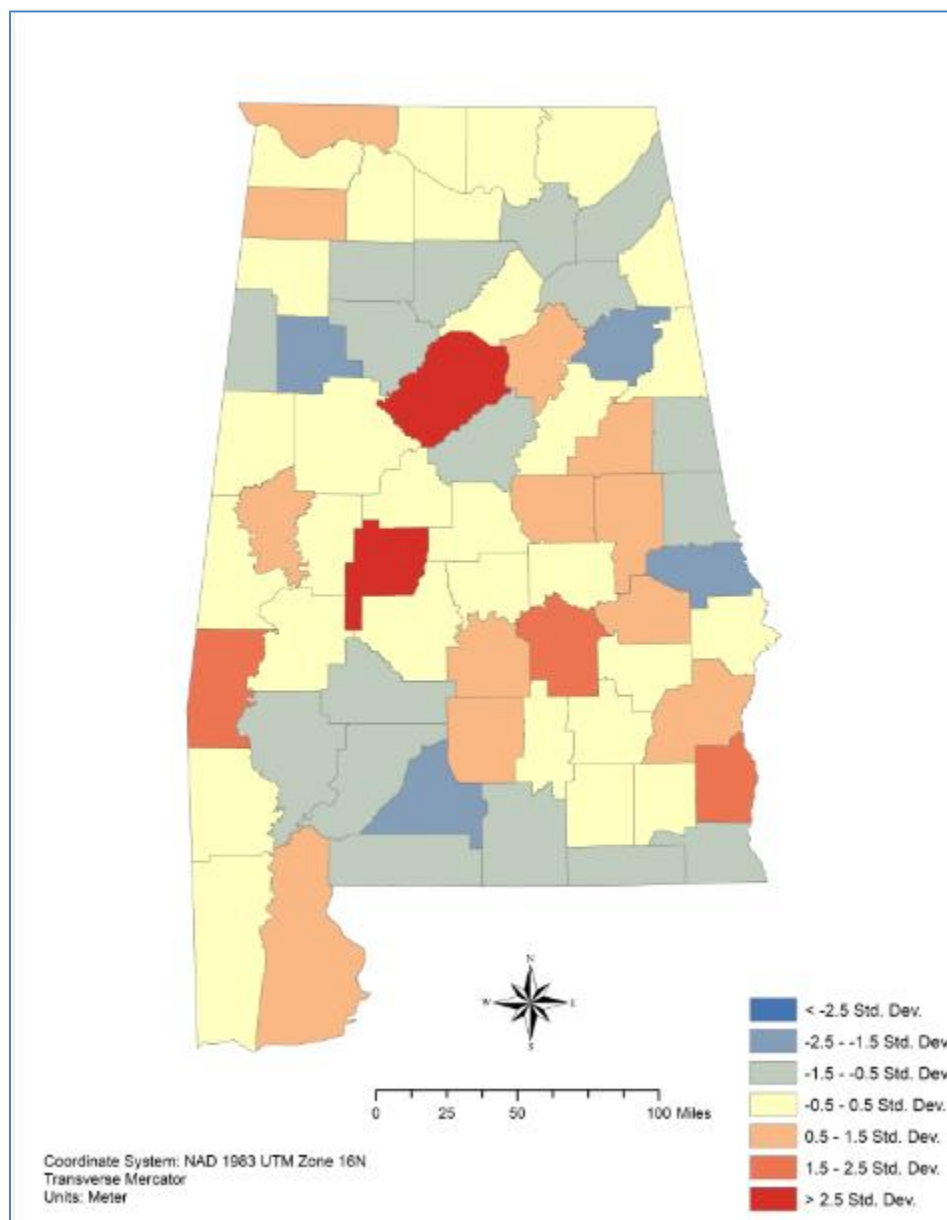 N
W E
S
< -2.5 Std. Dev.
-2.5 - -1.5 Std. Dev
-1.5 - -0.5 Std. Dev.
-0.5 - 0.5 Std. Dev.
0.5 - 1.5 Std. Dev.
1.5 - 2.5 Std. Dev.
> 2.5 Std. Dev.
0 25 50 100 Miles
Coordinate System: NAD 1983 UTM Zone 16N
Transverse Mercator
Units: Meter